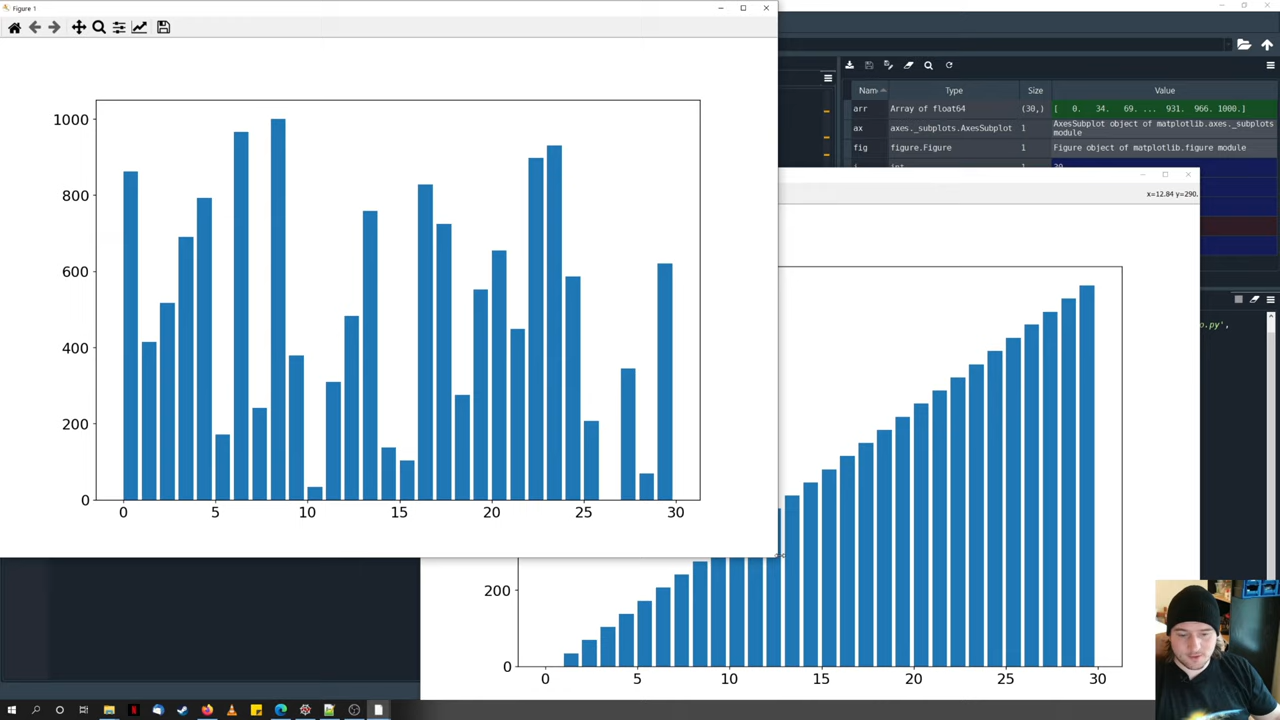 Figure 1
1000
800
600
400
200
0
0 5 10 15 20 25 30
Name Type Size Value
arr Array of float64 (30,) [ 0. 34. 69. ... 931. 966. 1000.]
ax axes._subplots.AxesSubplot 1 AxesSubplot object of matplotlib.axes._subplots
module
fig figure.Figure 1 Figure object of matplotlib.figure module
x=12.84 y=290.
o.py',
200
0
0 5 10 15 20 25 30